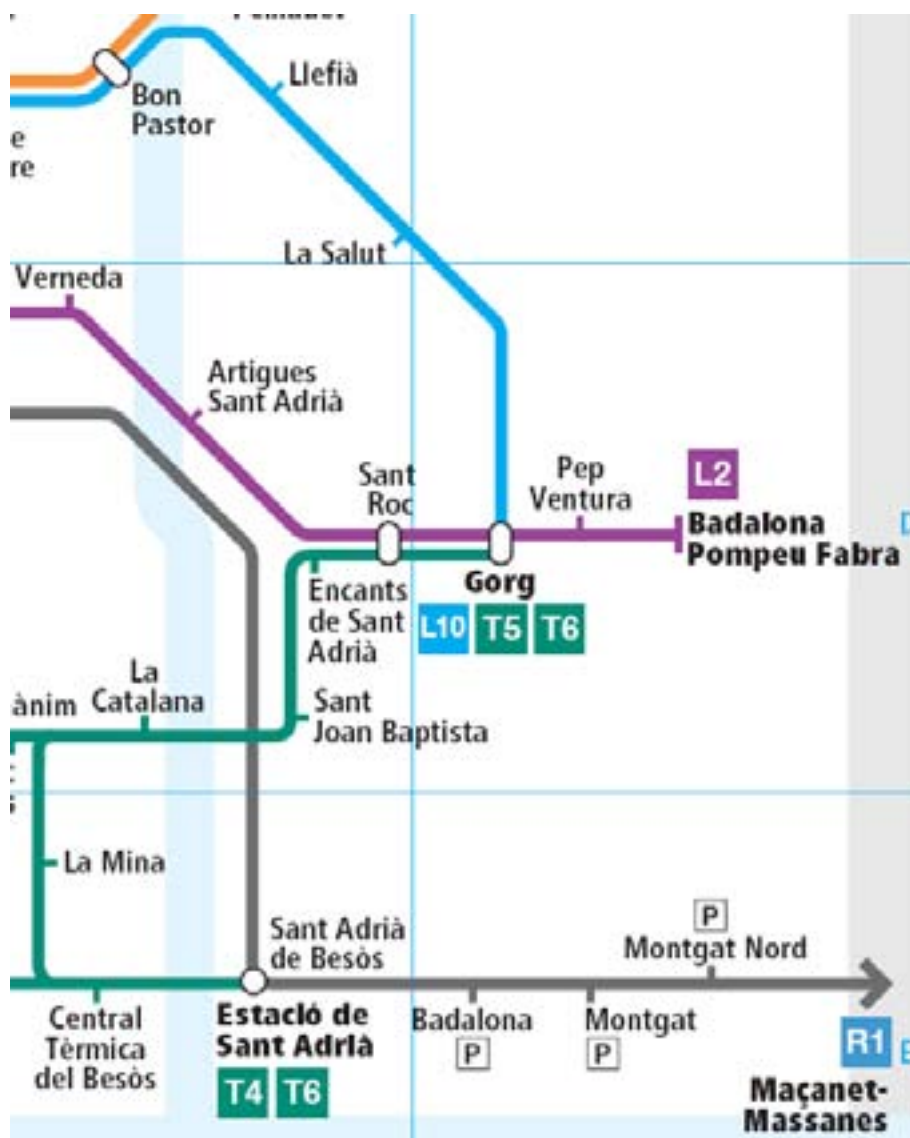 Llefià
Bon
Pastor
La Salut
Verneda
Artigues
Sant Adrià
Sant
Roc
Pep
Ventura
L2
Badalona
Pompeu Fabra
Gorg
L10 T5 T6
Encants
de Sant
Adrià
La
Catalana
Sant
Joan Baptista
La Mina
Sant Adrià
de Besòs
P
Montgat Nord
Central
Tèrmica
del Besòs
Estació de
Sant Adrià
T4 T6
Badalona
P
Montgat
P
R1
Maçanet-
Massanes